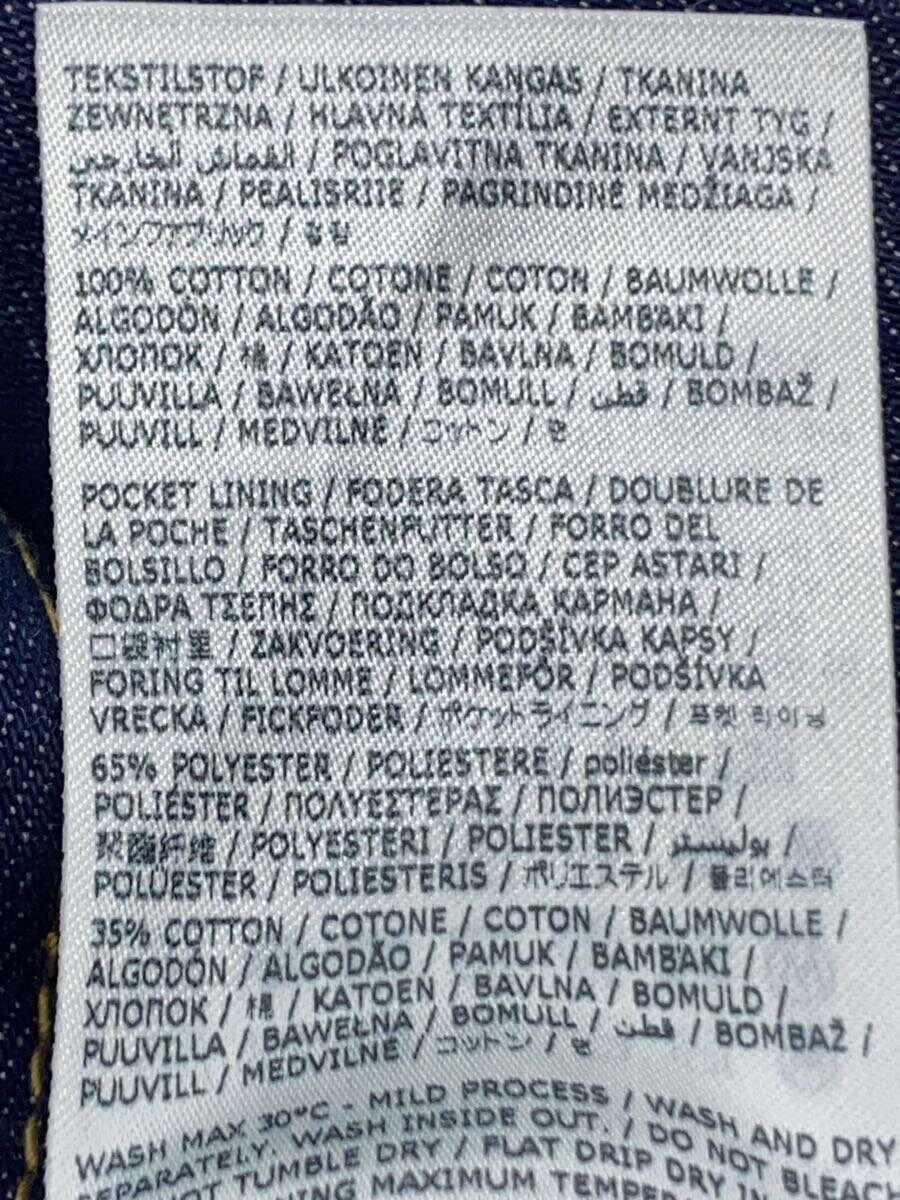 TEKSTILSTOF / ULKOINEN KANGAS / TKANINA
ZEWNĘTRZNA / HLAVNÁ TEXTÍLIA / EXTERNT TYG /
القماش الخارجي / POGLAVITNA TKANINA / VANJSKA
TKANINA / PEALISRIIE / PAGRINDINĖ MEDŽIAGA /
メインファブリック / 겉감
100% COTTON / COTONE / COTON / BAUMWOLLE /
ALGODÓN / ALGODÃO / PAMUK / BAMBAKI /
ХЛОПОК / 棉 / KATOEN / BAVLNA / BOMULD /
PUUVILLA / BAWEŁNA / BOMULL / قطن / BOMBAŽ /
PUUVILL / MEDVILNĖ / コットン / 면
POCKET LINING / FODERA TASCA / DOUBLURE DE
LA POCHE / TASCHENFUTTER / FORRO DEL
BOLSILLO / FORRO DO BOLSO / CEP ASTARI /
ΦΟΔΡΑ ΤΣΕΠΗΣ / ПОДКЛАДКА КАРМАНА /
口袋衬里 / ZAKVOERING / PODŠÍVKA KAPSY /
FORING TIL LOMME / LOMMEFÔR / PODŠÍVKA
VRECKA / FICKFODER / ポケットライニング / 포켓 라이닝
65% POLYESTER / POLIESTERE / poliéster /
POLIÉSTER / ΠΟΛΥΕΣΤΕΡΑΣ / ПОЛИЭСТЕР /
聚酯纤维 / POLYESTERI / POLIESTER / بوليستر /
POLÜESTER / POLIESTERIS / ポリエステル / 폴리에스터
35% COTTON / COTONE / COTON / BAUMWOLLE /
ALGODÓN / ALGODÃO / PAMUK / BAMBAKI /
ХЛОПОК / 棉 / KATOEN / BAVLNA / BOMULD /
PUUVILLA / BAWEŁNA / BOMULL / قطن / BOMBAŽ /
PUUVILL / MEDVILNĖ / コットン / 면
WASH MAX 30°C - MILD PROCESS / WASH AND DRY
SEPARATELY. WASH INSIDE OUT. / DO NOT BLEACH
NOT TUMBLE DRY / FLAT DRIP DRY
MAXIMUM